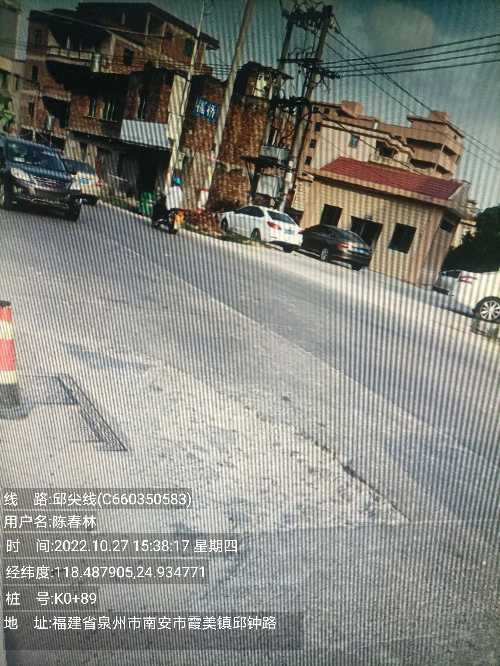 线 路:邱尖线(C660350583)
用户名:陈春林
时 间:2022.10.27 15:38:17 星期四
经纬度:118.487905,24.934771
桩 号:K0+89
地 址:福建省泉州市南安市霞美镇邱钟路